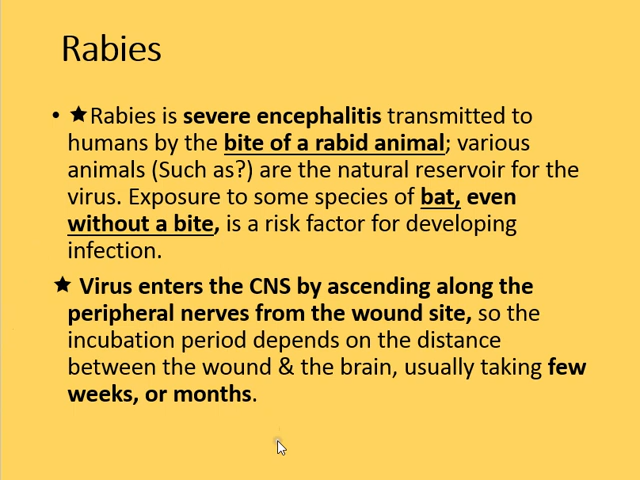 Rabies
• ★Rabies is severe encephalitis transmitted to
humans by the bite of a rabid animal; various
animals (Such as?) are the natural reservoir for the
virus. Exposure to some species of bat, even
without a bite, is a risk factor for developing
infection.
★ Virus enters the CNS by ascending along the
peripheral nerves from the wound site, so the
incubation period depends on the distance
between the wound & the brain, usually taking few
weeks, or months.